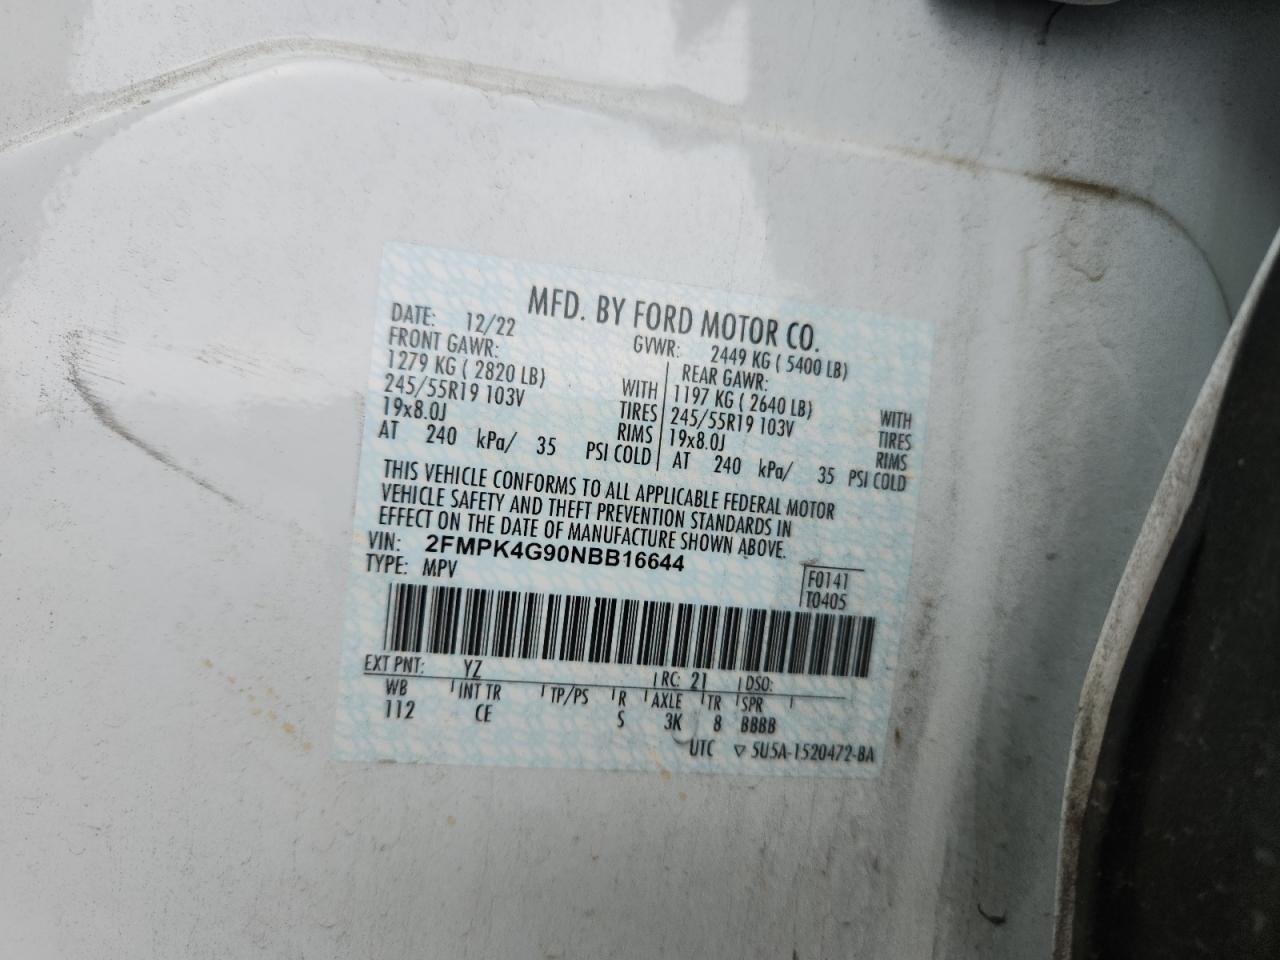 MFD. BY FORD MOTOR CO.
DATE: 12/22 GVWR: 2449 KG ( 5400 LB)
FRONT GAWR: REAR GAWR:
1279 KG ( 2820 LB) WITH 1197 KG ( 2640 LB) WITH
245/55R19 103V TIRES 245/55R19 103V TIRES
19x8.0J RIMS 19x8.0J RIMS
AT 240 kPa/ 35 PSI COLD AT 240 kPa/ 35 PSI COLD
THIS VEHICLE CONFORMS TO ALL APPLICABLE FEDERAL MOTOR
VEHICLE SAFETY AND THEFT PREVENTION STANDARDS IN
EFFECT ON THE DATE OF MANUFACTURE SHOWN ABOVE.
VIN: 2FMPK4G90NBB16644
TYPE: MPV F0141
T0405
EXT PNT: YZ RC: 21 DSO:
WB INT TR TP/PS R AXLE TR SPR
112 CE S 3K 8 BBBB
UTC ▽ 5U5A-1520472-BA